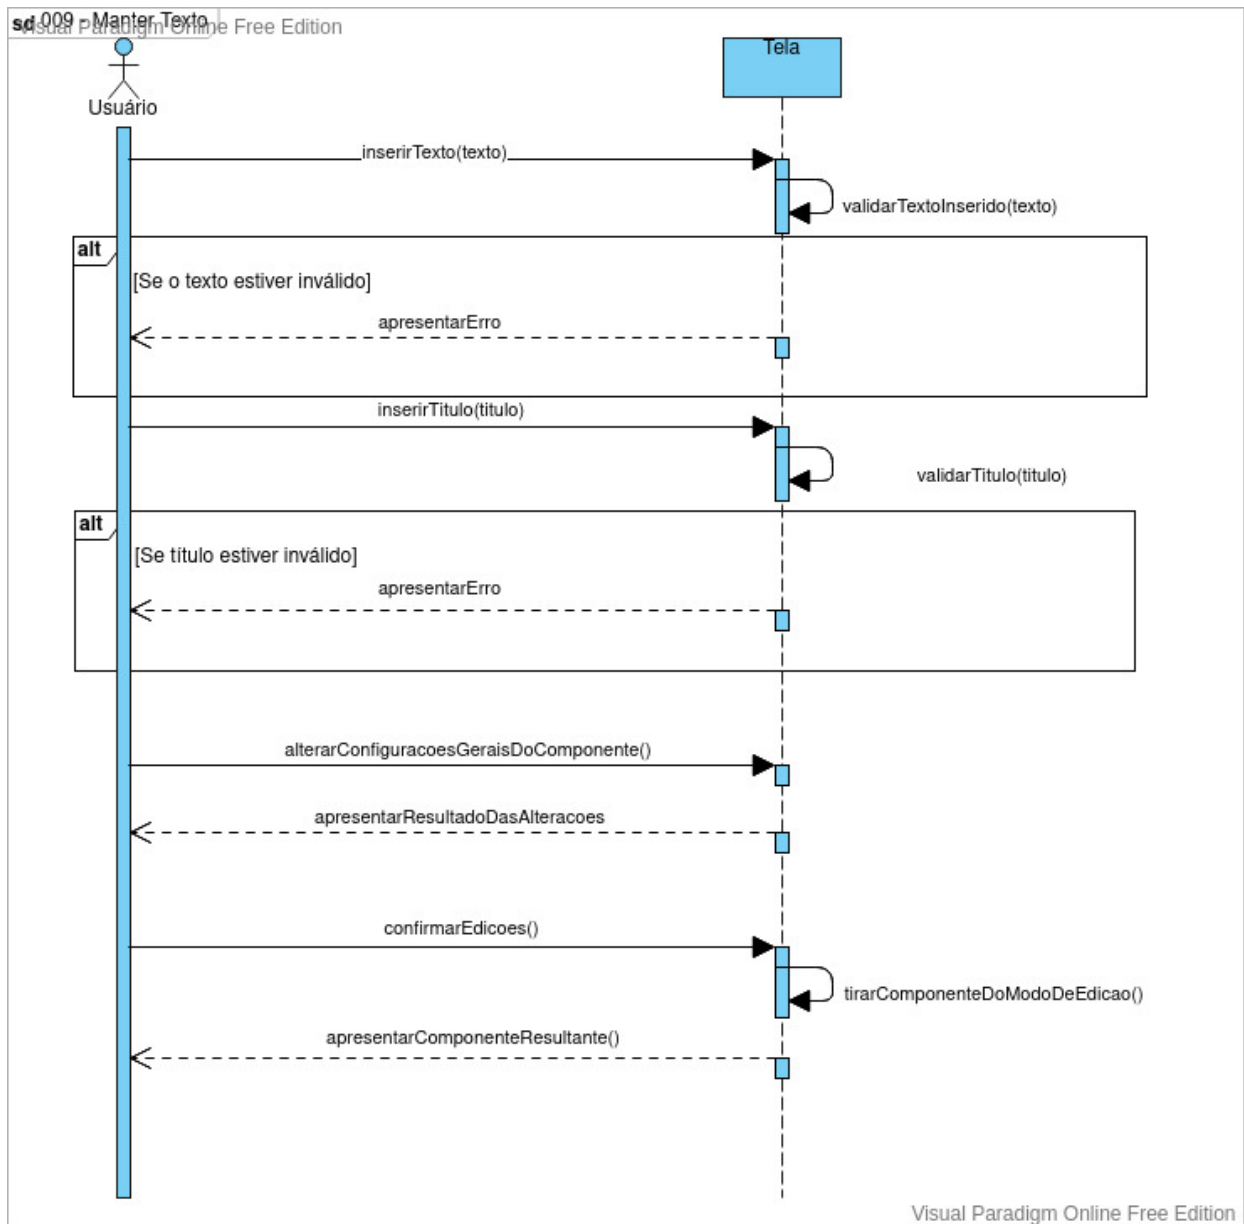 sd 009 - Manter Texto
Visual Paradigm Online Free Edition
Usuário
Tela
inserirTexto(texto)
validarTextoInserido(texto)
alt
[Se o texto estiver inválido]
apresentarErro
inserirTitulo(titulo)
validarTitulo(titulo)
alt
[Se título estiver inválido]
apresentarErro
alterarConfiguracoesGeraisDoComponente()
apresentarResultadoDasAlteracoes
confirmarEdicoes()
tirarComponenteDoModoDeEdicao()
apresentarComponenteResultante()
Visual Paradigm Online Free Edition